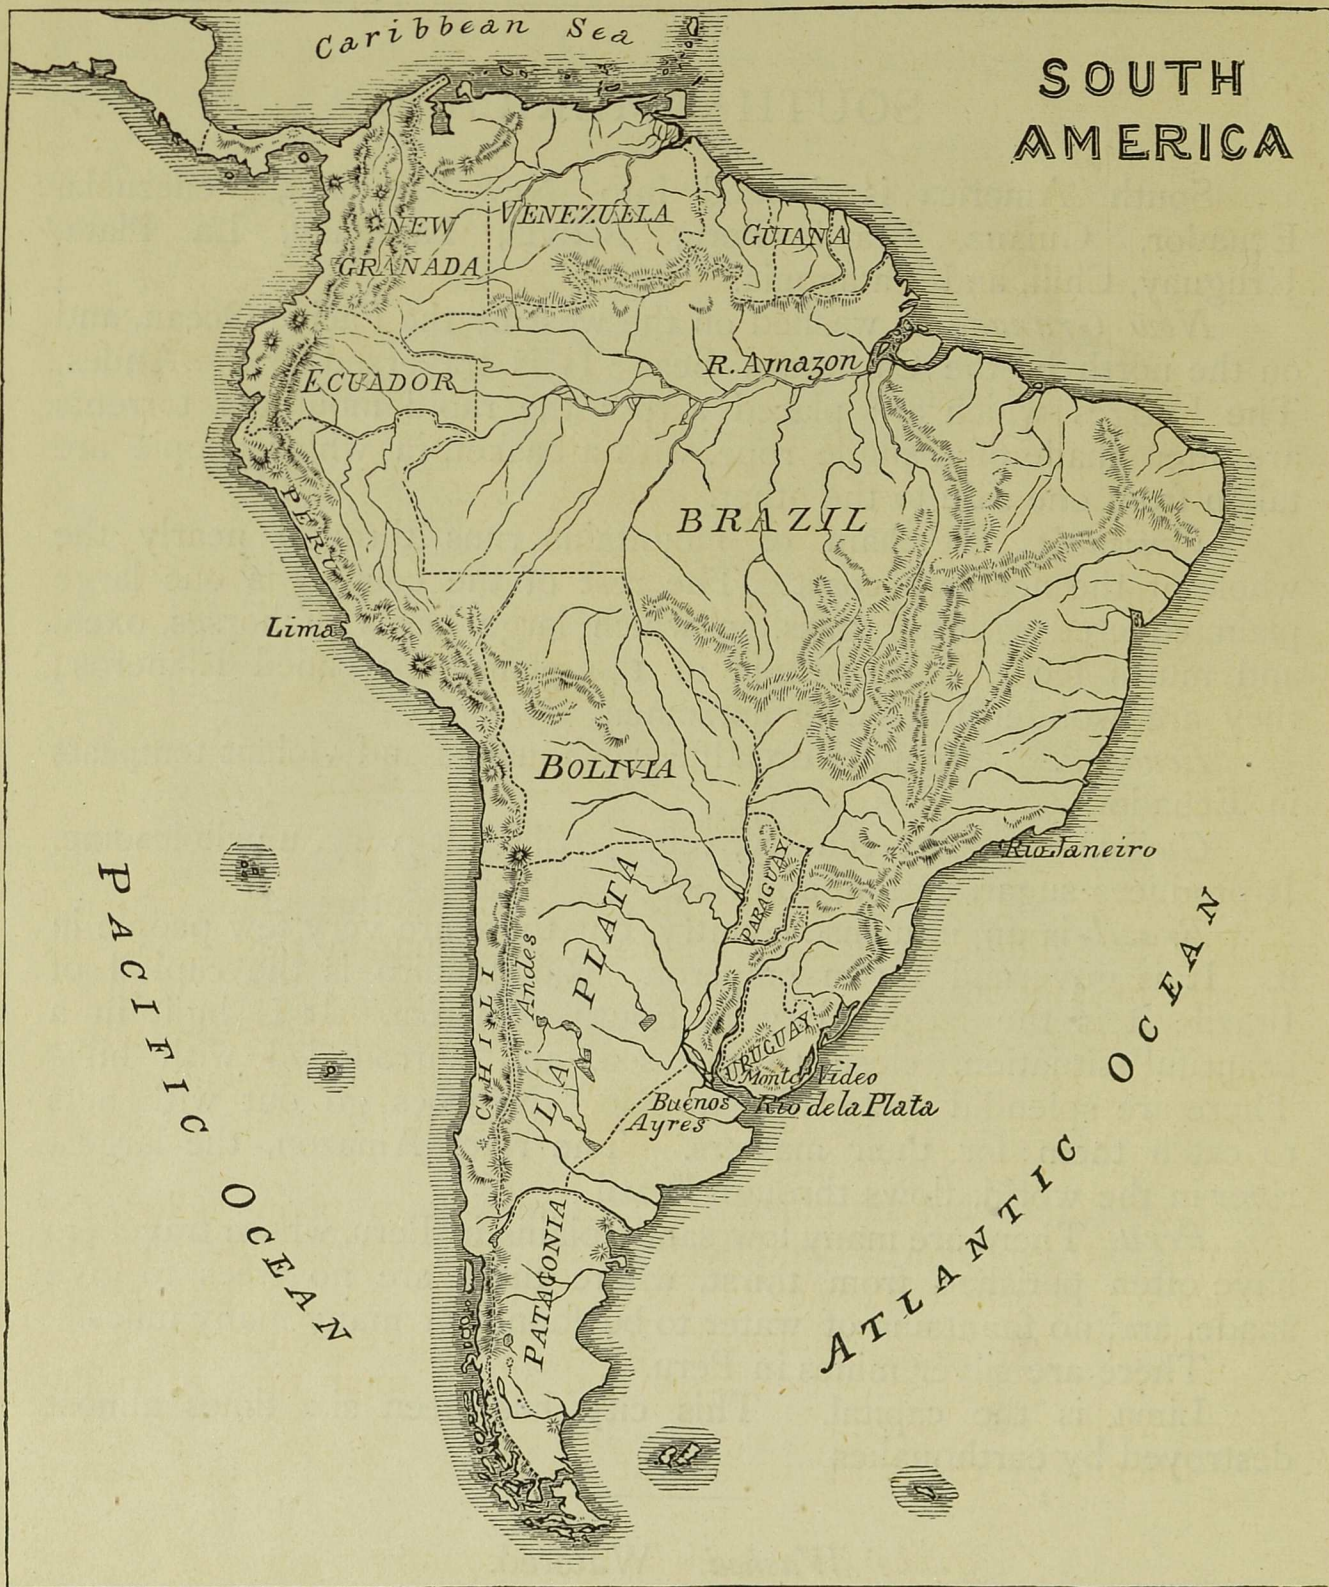 Caribbean Sea
SOUTH
AMERICA
NEW
GRANADA
VENEZUELA
GUIANA
ECUADOR
R. Amazon
PERU
BRAZIL
Lima
BOLIVIA
PARAGUAY
Rio Janeiro
PACIFIC OCEAN
CHILI
Andes
LA PLATA
URUGUAY
Monte Video
Buenos
Ayres
Rio de la Plata
PATAGONIA
ATLANTIC OCEAN